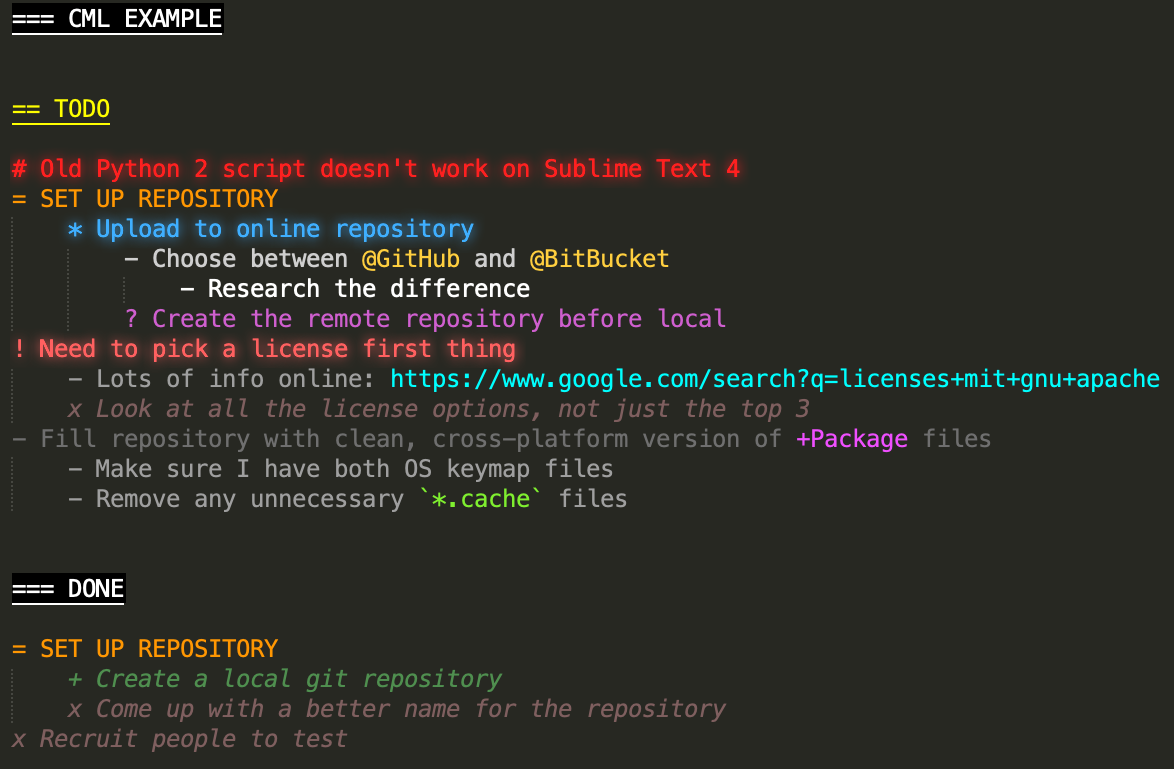 === CML EXAMPLE
== TODO
# Old Python 2 script doesn't work on Sublime Text 4
= SET UP REPOSITORY
* Upload to online repository
- Choose between @GitHub and @BitBucket
- Research the difference
? Create the remote repository before local
! Need to pick a license first thing
- Lots of info online: https://www.google.com/search?q=licenses+mit+gnu+apache
x Look at all the license options, not just the top 3
- Fill repository with clean, cross-platform version of +Package files
- Make sure I have both OS keymap files
- Remove any unnecessary `*.cache` files
=== DONE
= SET UP REPOSITORY
+ Create a local git repository
x Come up with a better name for the repository
x Recruit people to test